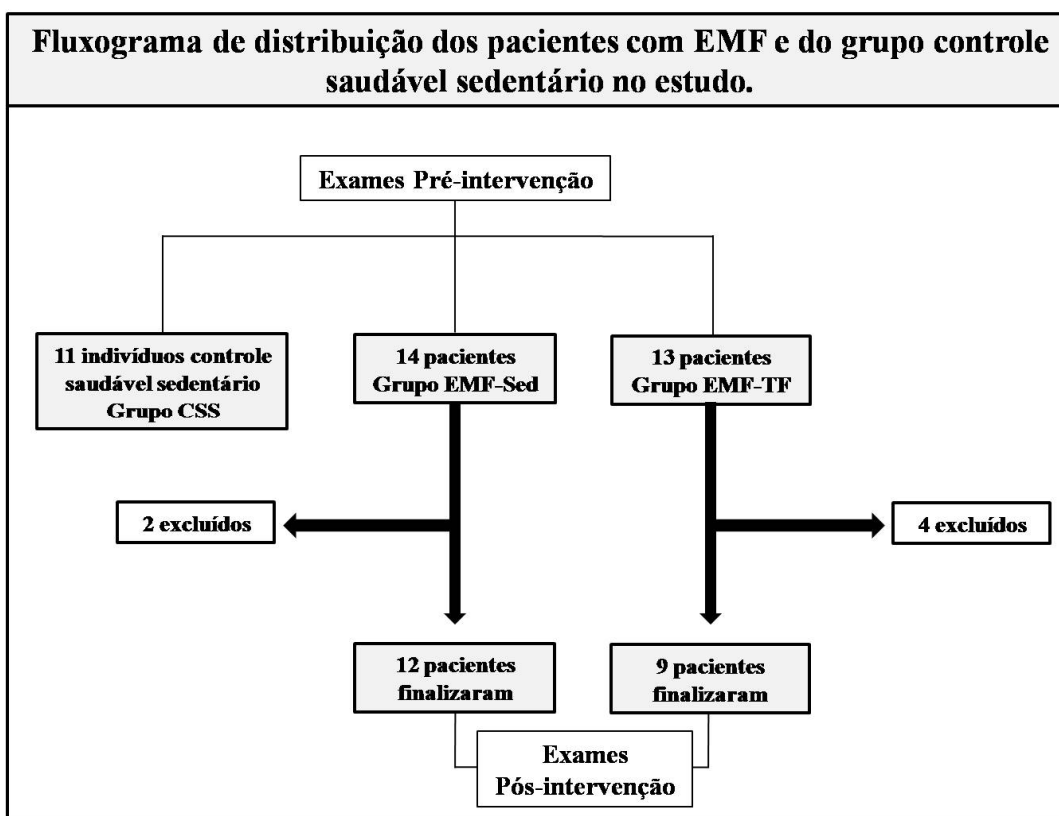 Fluxograma de distribuição dos pacientes com EMF e do grupo controle
saudável sedentário no estudo.
Exames Pré-intervenção
11 indivíduos controle
saudável sedentário
Grupo CSS
14 pacientes
Grupo EMF-Sed
13 pacientes
Grupo EMF-TF
2 excluídos
4 excluídos
12 pacientes
finalizaram
9 pacientes
finalizaram
Exames
Pós-intervenção